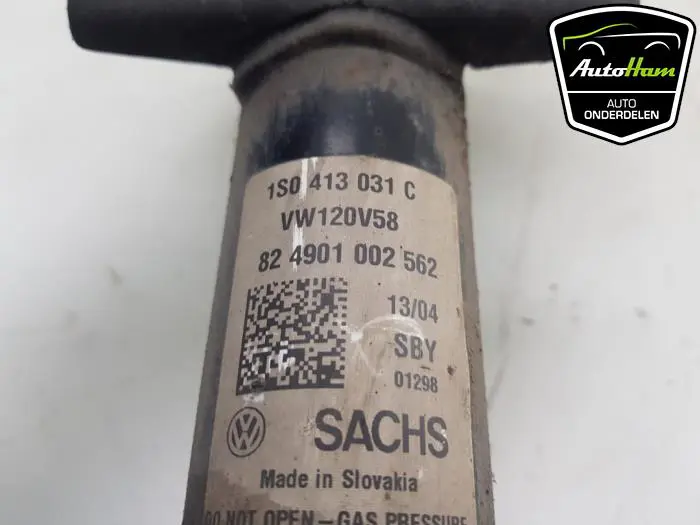 AutoHam
AUTO
ONDERDELEN
1S0 413 031 C
VW120V58
82 4901 002 562
13/04
SBY
01298
VW
SACHS
Made in Slovakia
DO NOT OPEN – GAS PRESSURE